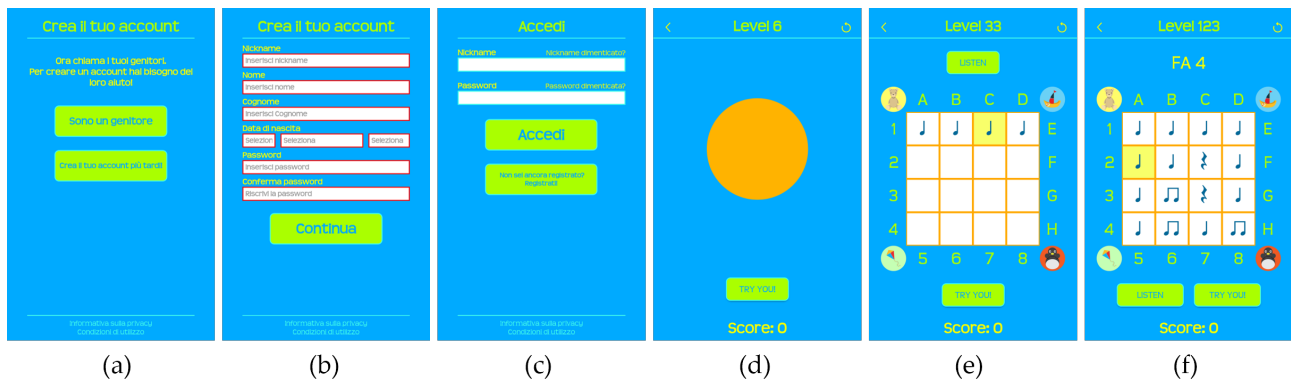 Crea il tuo account
Ora chiama i tuoi genitori.
Per creare un account hai bisogno del
loro aiuto!
Sono un genitore
Crea il tuo account più tardi
Informativa sulla privacy
Condizioni di utilizzo
(a)
Crea il tuo account
Nickname
Inserisci nickname
Nome
Inserisci nome
Cognome
Inserisci Cognome
Data di nascita
Selezion Seleziona Seleziona
Password
Inserisci password
Conferma password
Riscrivi la password
Continua
Informativa sulla privacy
Condizioni di utilizzo
(b)
Accedi
Nickname Nickname dimenticato?
Password Password dimenticata?
Accedi
Non sei ancora registrato?
Registrati!
Informativa sulla privacy
Condizioni di utilizzo
(c)
Level 6
TRY YOU!
Score: 0
(d)
Level 33
LISTEN
A B C D
1 E
2 F
3 G
4 H
5 6 7 8
TRY YOU!
Score: 0
(e)
Level 123
FA 4
A B C D
1 E
2 F
3 G
4 H
5 6 7 8
LISTEN TRY YOU!
Score: 0
(f)